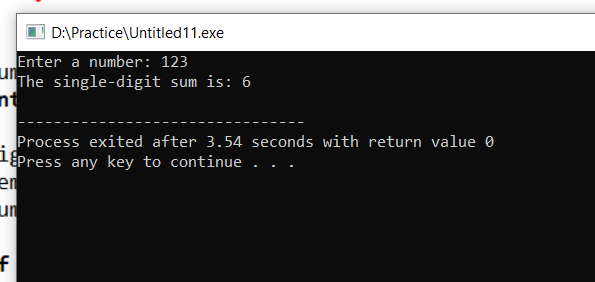 D:\Practice\Untitled11.exe
Enter a number: 123
The single-digit sum is: 6
--------------------------------
Process exited after 3.54 seconds with return value 0
Press any key to continue . . .